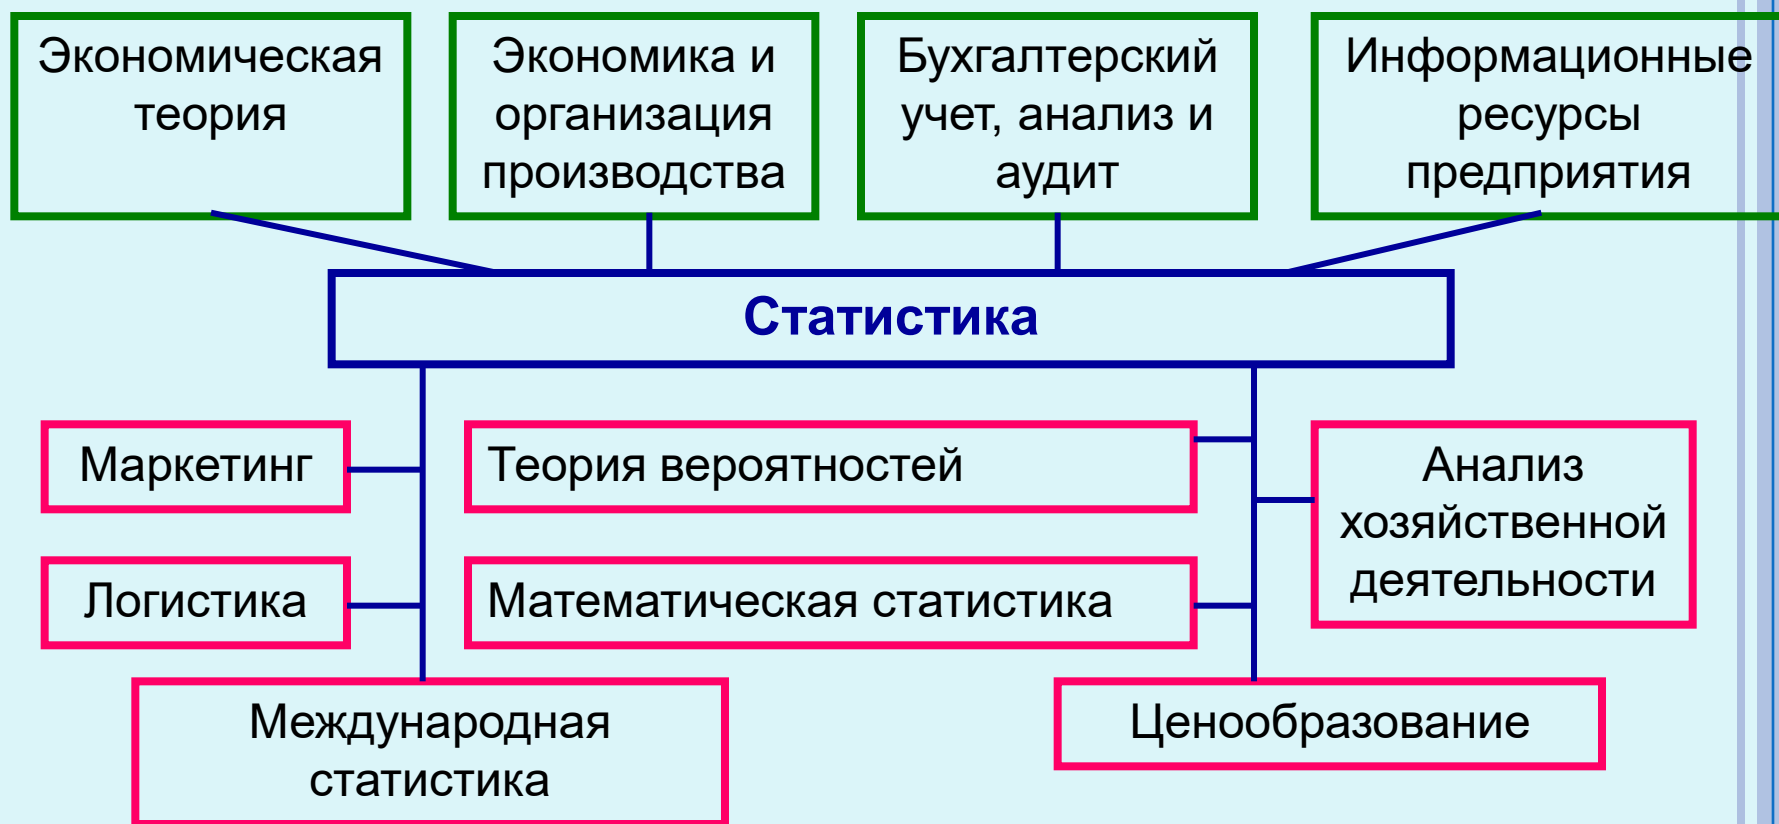 Экономическая
теория
Экономика и
организация
производства
Бухгалтерский
учет, анализ и
аудит
Информационные
ресурсы
предприятия
Статистика
Маркетинг
Теория вероятностей
Анализ
хозяйственной
деятельности
Логистика
Математическая статистика
Международная
статистика
Ценообразование